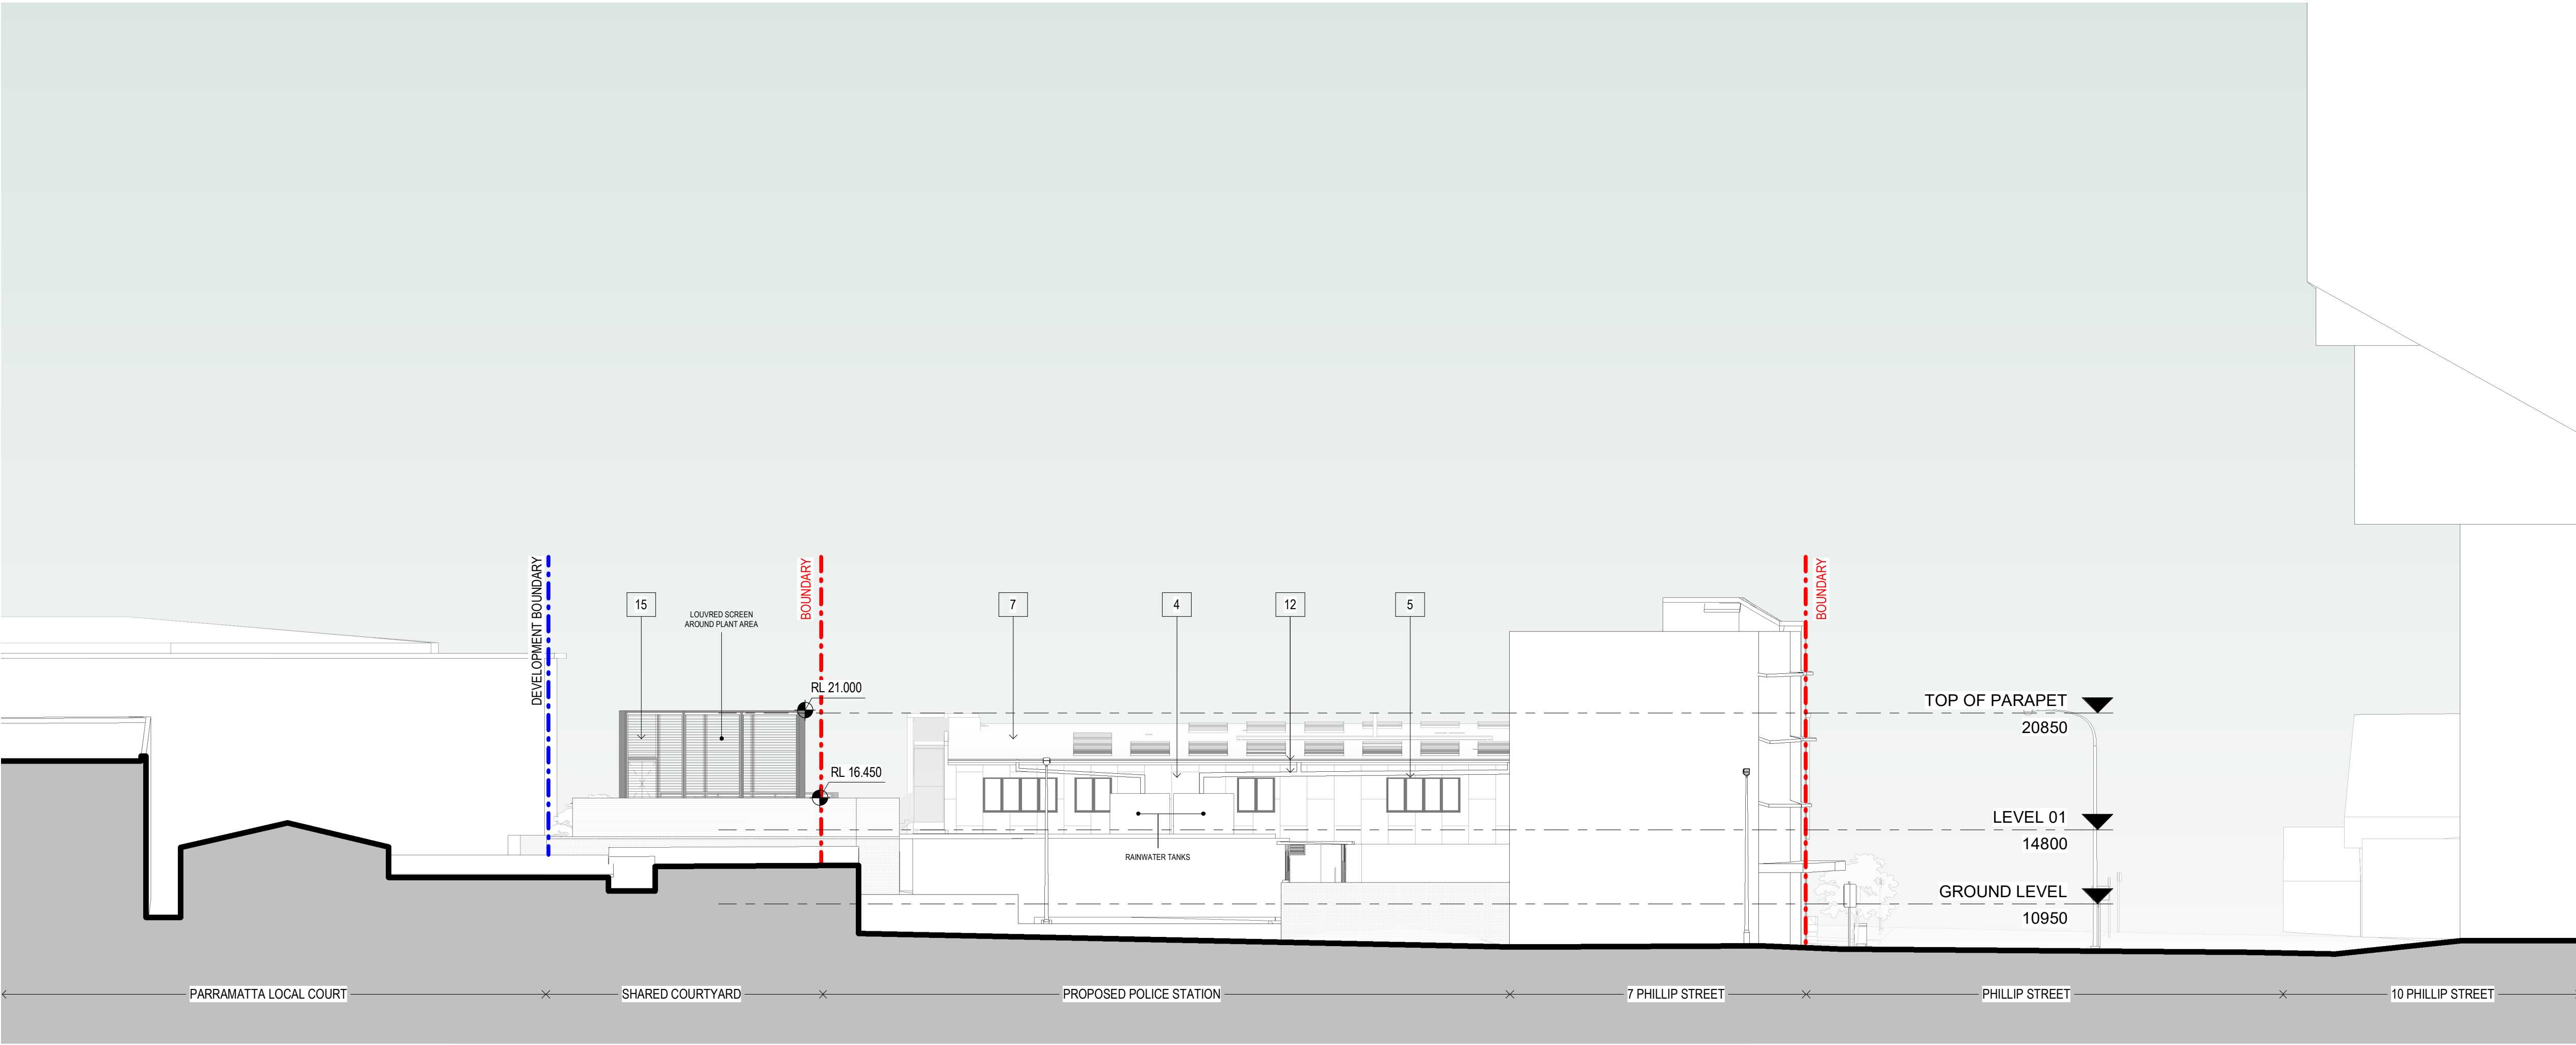 DEVELOPMENT BOUNDARY
BOUNDARY
BOUNDARY
15
LOUVRED SCREEN
AROUND PLANT AREA
7
4
12
5
RL 21.000
RL 16.450
TOP OF PARAPET
20850
LEVEL 01
14800
RAINWATER TANKS
GROUND LEVEL
10950
PARRAMATTA LOCAL COURT
SHARED COURTYARD
PROPOSED POLICE STATION
7 PHILLIP STREET
PHILLIP STREET
10 PHILLIP STREET